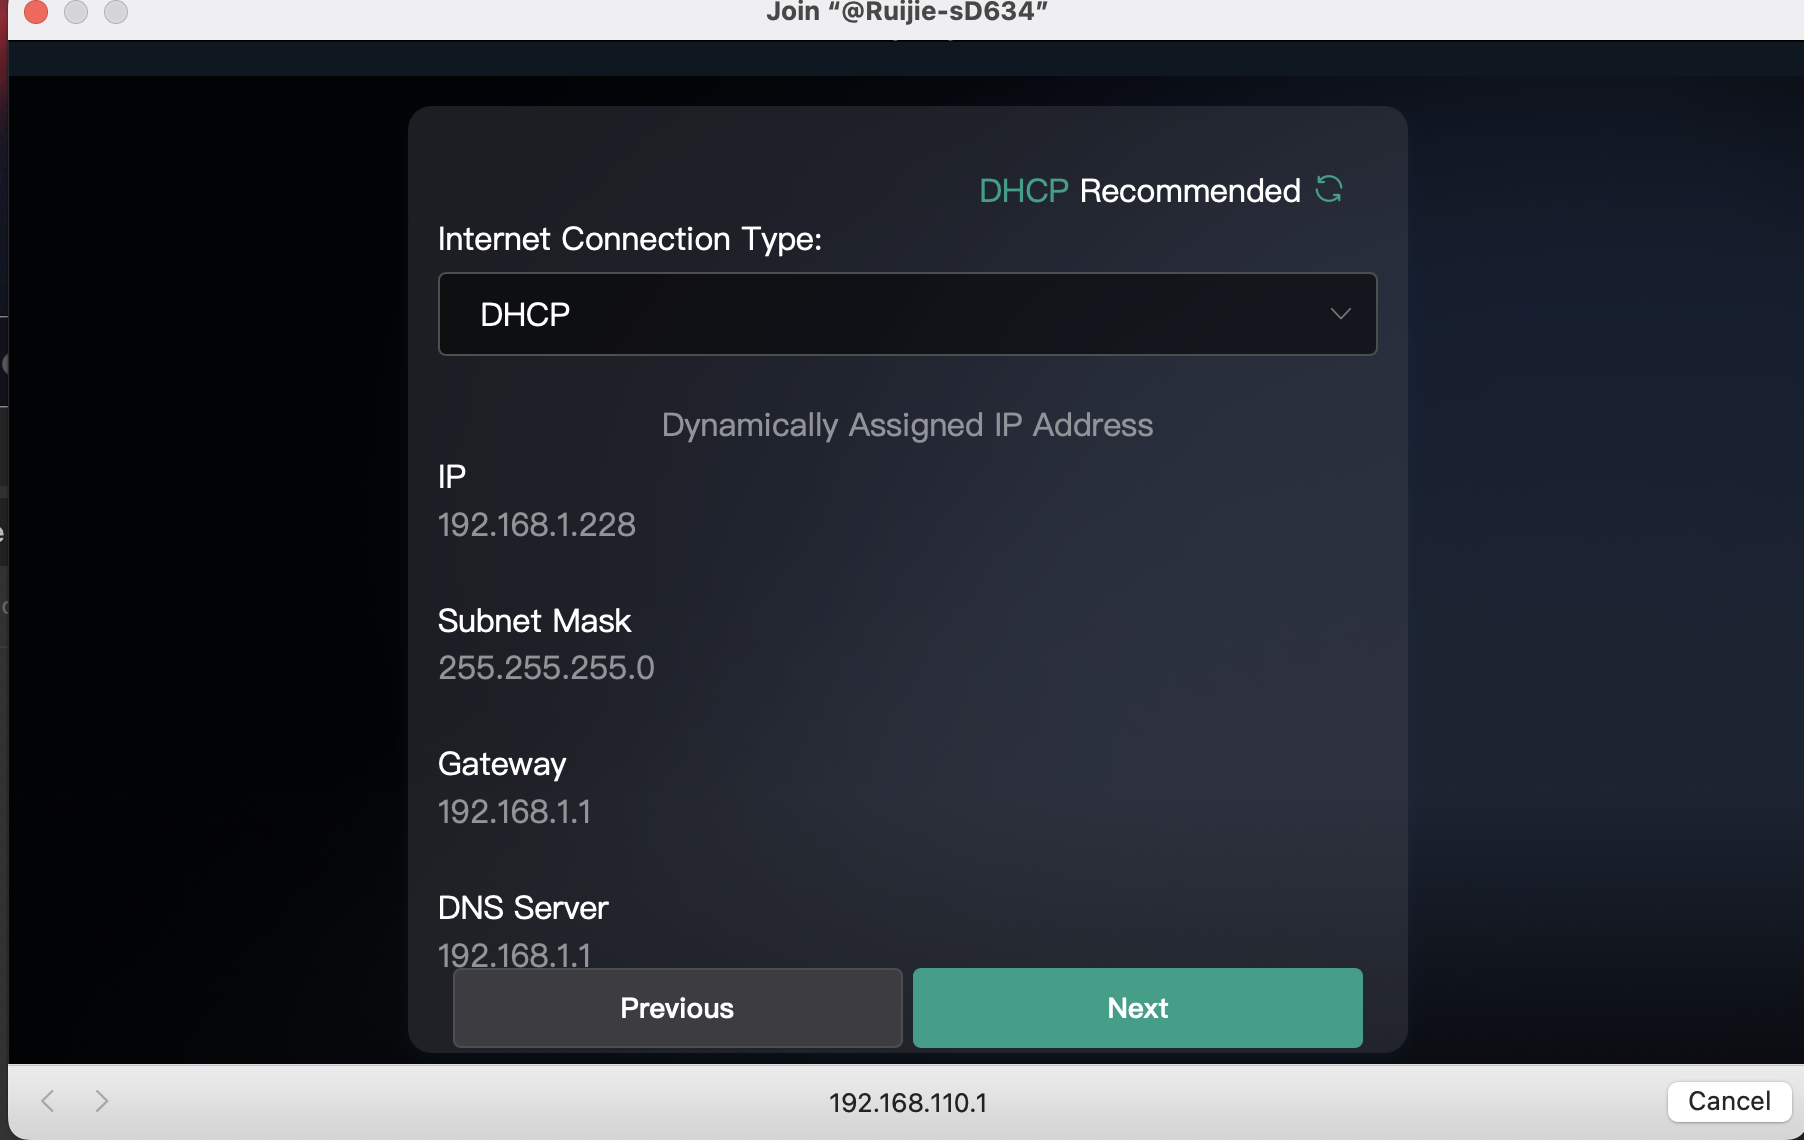 Join “@Ruijie-sD634”
DHCP Recommended
Internet Connection Type:
DHCP
Dynamically Assigned IP Address
IP
192.168.1.228
Subnet Mask
255.255.255.0
Gateway
192.168.1.1
DNS Server
192.168.1.1
Previous
Next
192.168.110.1
Cancel